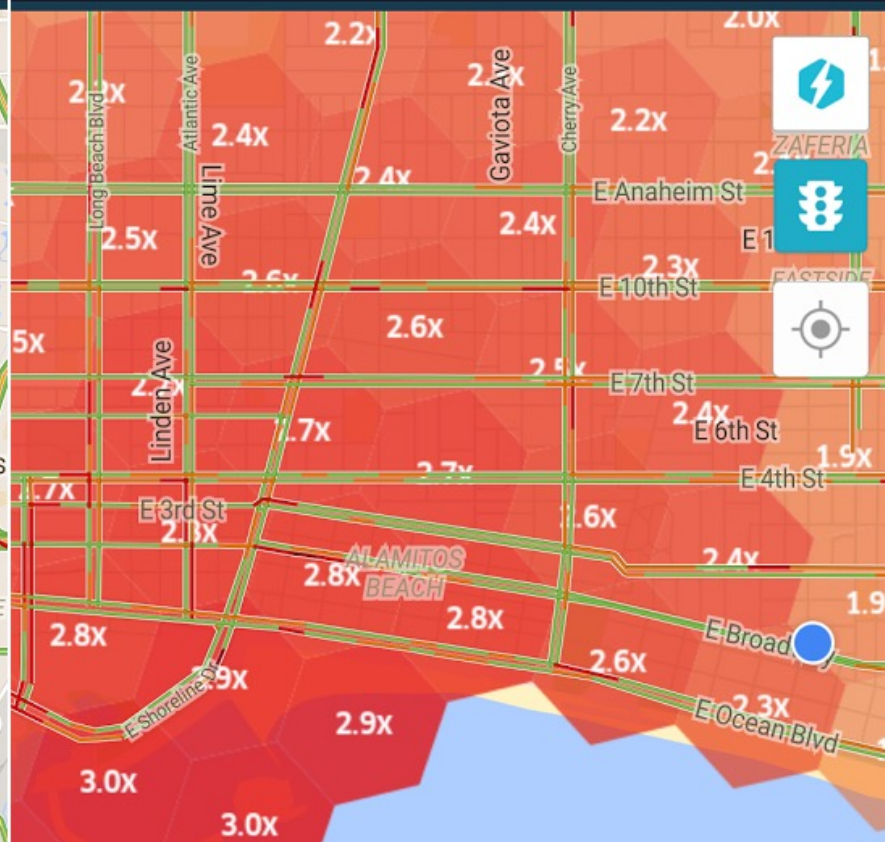 2.0x
2.2x
Long Beach Blvd
Atlantic Ave
Gaviota Ave
Cherry Ave
2.4x
2.2x
ZAFERIA
2.4x
Lime Ave
E Anaheim St
2.5x
2.4x
E 1
2.3x
EASTSIDE
2.6x
E 10th St
5x
2.6x
2.5x
Linden Ave
E 7th St
2.4x
E 6th St
.7x
1.9x
2.7x
E 4th St
.7x
E 3rd St
.6x
ALAMITOS
BEACH
2.8x
2.4x
1.9
2.8x
2.8x
E Broad
2.6x
E Shoreline Dr
.9x
2.3x
E Ocean Blvd
2.9x
3.0x
3.0x